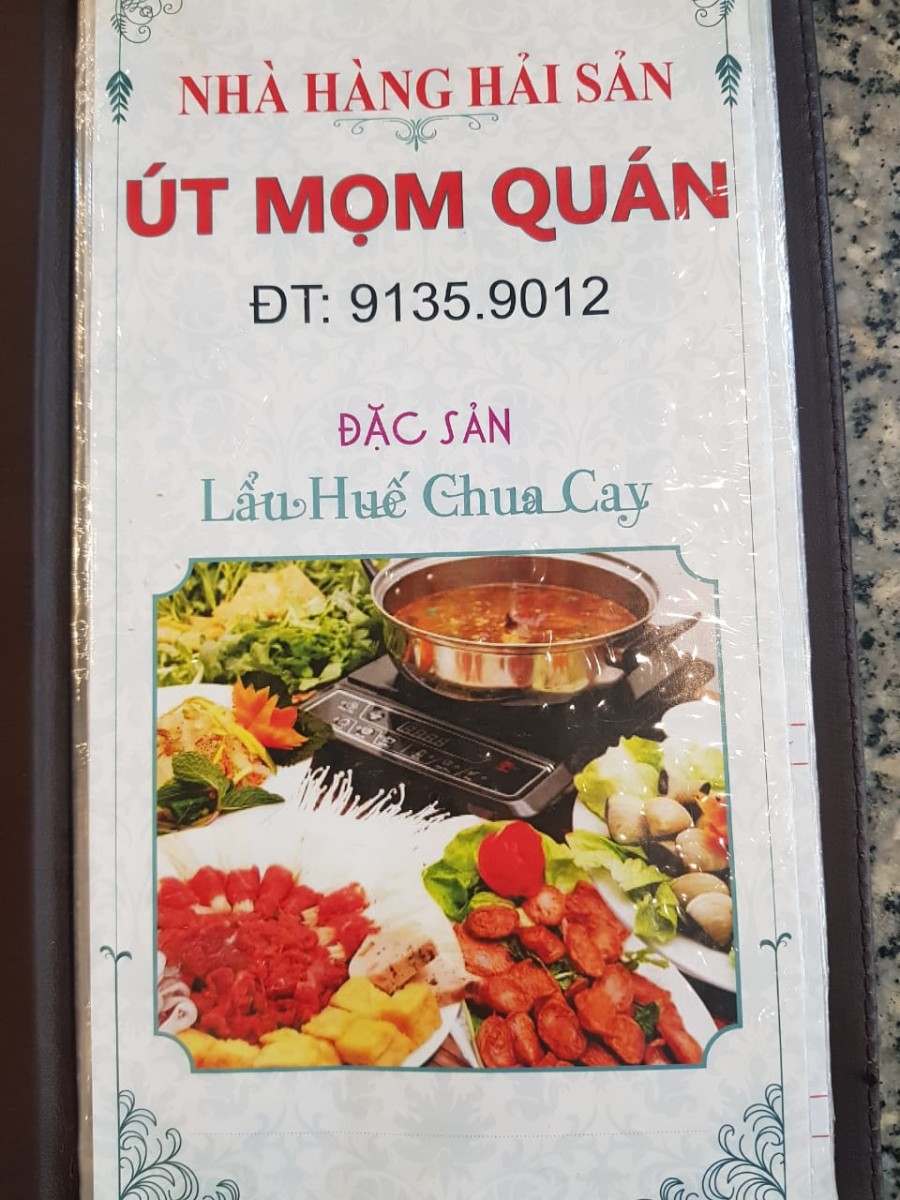 NHÀ HÀNG HẢI SẢN
ÚT MỌM QUÁN
ĐT: 9135.9012
ĐẶC SẢN
Lẩu Huế Chua Cay